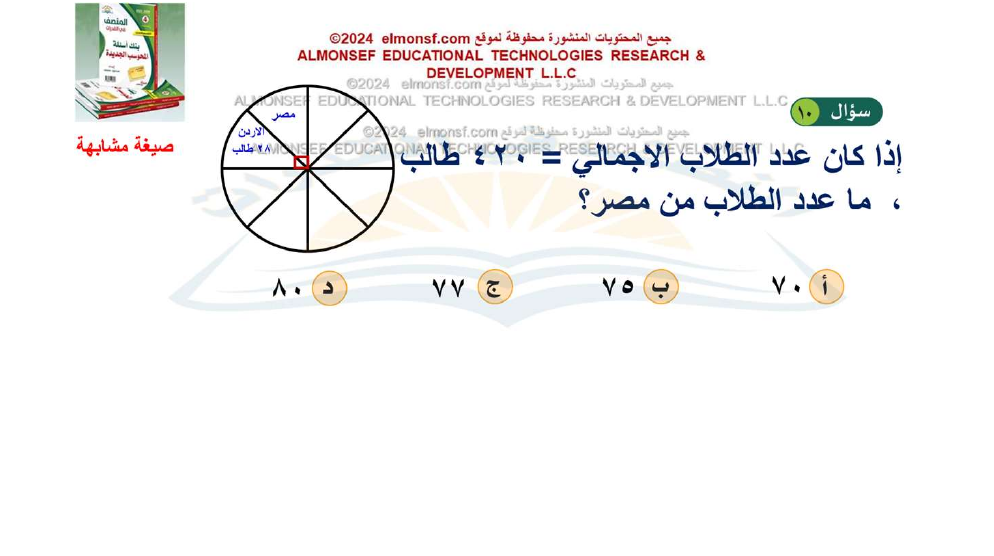 جميع المحتويات المنشورة محفوظة لموقع elmonsf.com ©2024
ALMONSEF EDUCATIONAL TECHNOLOGIES RESEARCH &
DEVELOPMENT L.L.C
جميع المحتويات المنشورة محفوظة لموقع elmonsf.com ©2024
ALMONSEF EDUCATIONAL TECHNOLOGIES RESEARCH & DEVELOPMENT L.L.C
جميع المحتويات المنشورة محفوظة لموقع elmonsf.com ©2024
ALMONSEF EDUCATIONAL TECHNOLOGIES RESEARCH & DEVELOPMENT L.L.C
المنصف
بنك أسئلة
المحوسب الجديدة
صيغة مشابهة
سؤال ١٠
إذا كان عدد الطلاب الاجمالي = ٤٢٠ طالب
، ما عدد الطلاب من مصر؟
مصر
الاردن
٢٨ طالب
أ ٧٠
ب ٧٥
ج ٧٧
د ٨٠